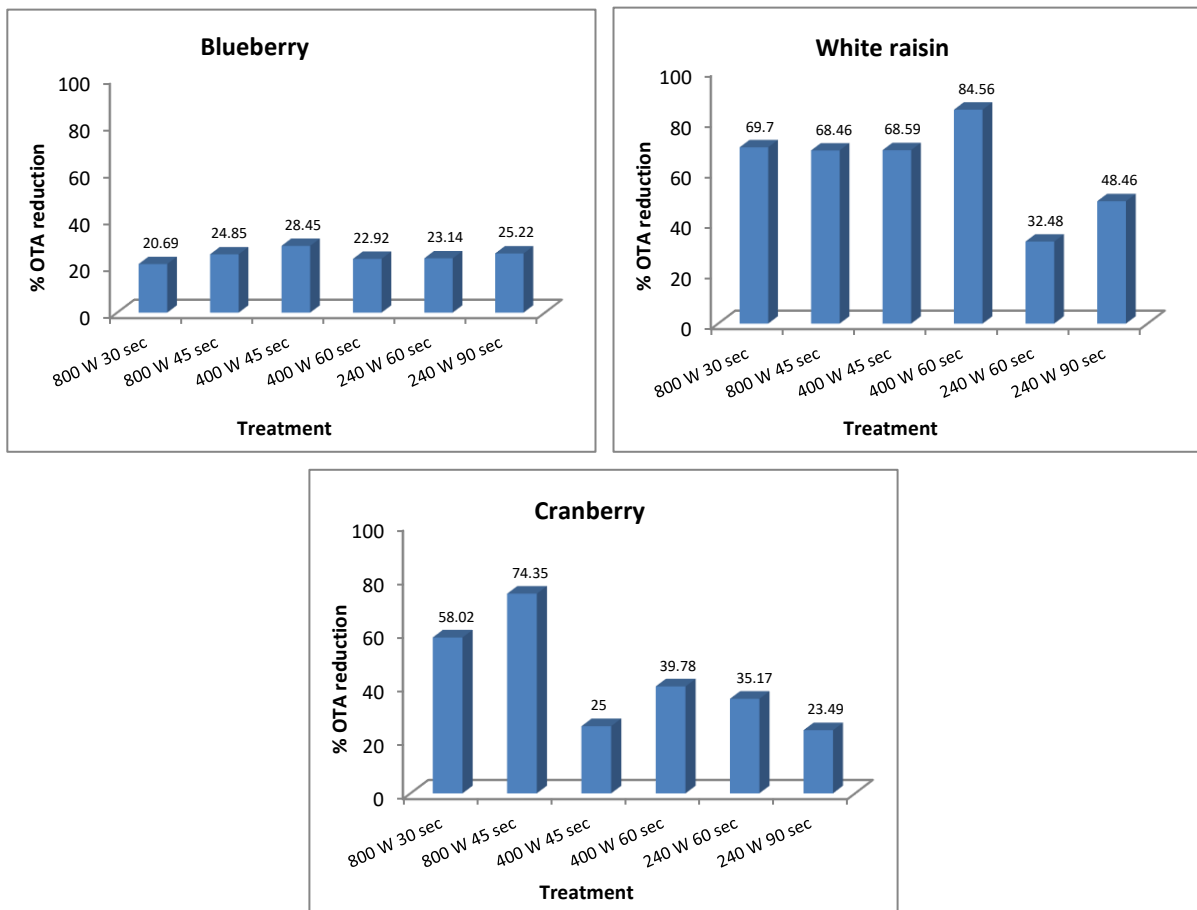 Blueberry
% OTA reduction
100
80
60
40
20
0
20.69
24.85
28.45
22.92
23.14
25.22
800 W 30 sec
800 W 45 sec
400 W 45 sec
400 W 60 sec
240 W 60 sec
240 W 90 sec
Treatment
White raisin
% OTA reduction
100
80
60
40
20
0
69.7
68.46
68.59
84.56
32.48
48.46
800 W 30 sec
800 W 45 sec
400 W 45 sec
400 W 60 sec
240 W 60 sec
240 W 90 sec
Treatment
Cranberry
% OTA reduction
100
80
60
40
20
0
58.02
74.35
25
39.78
35.17
23.49
800 W 30 sec
800 W 45 sec
400 W 45 sec
400 W 60 sec
240 W 60 sec
240 W 90 sec
Treatment